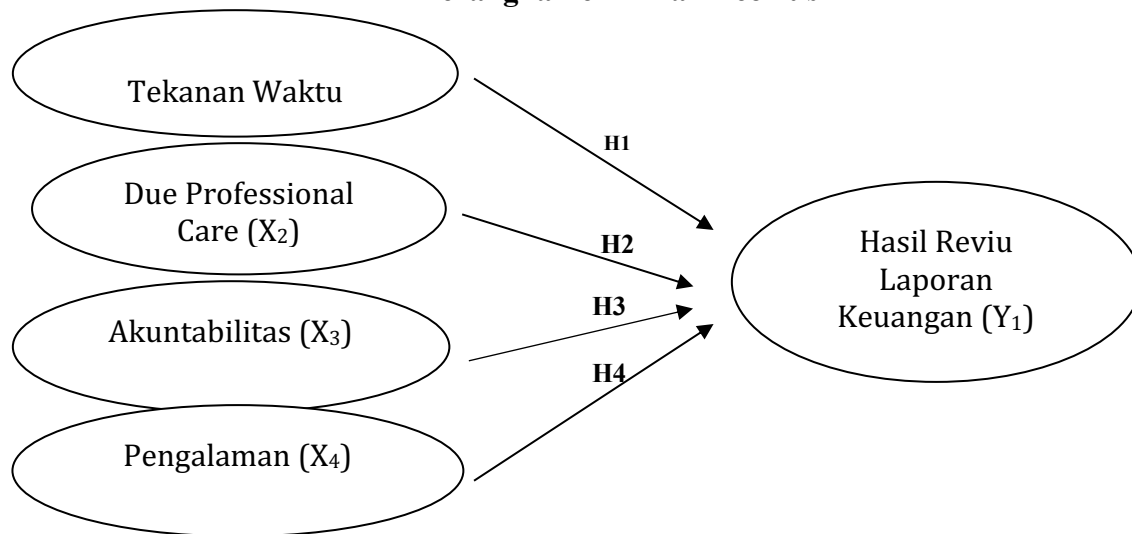 Tekanan Waktu
H1
Due Professional
Care (X₂)
H2
Hasil Reviu
Laporan
Keuangan (Y₁)
Akuntabilitas (X₃)
H3
H4
Pengalaman (X₄)